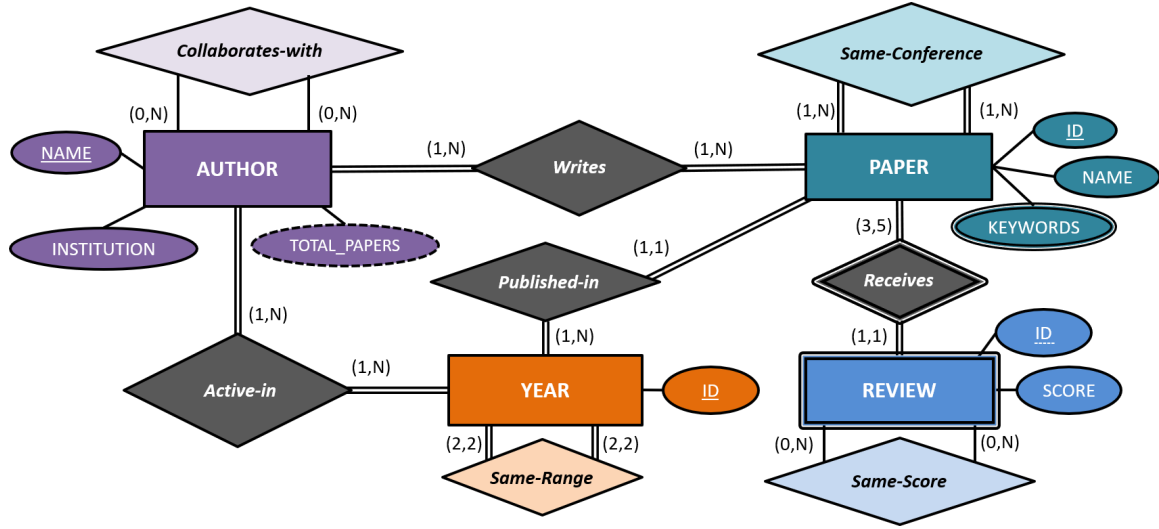 Collaborates-with
Same-Conference
(0,N)
(0,N)
(1,N)
(1,N)
NAME
AUTHOR
(1,N)
Writes
(1,N)
PAPER
ID
NAME
KEYWORDS
INSTITUTION
TOTAL_PAPERS
(1,1)
(3,5)
Published-in
Receives
(1,N)
(1,N)
(1,1)
ID
Active-in
(1,N)
YEAR
ID
REVIEW
SCORE
(2,2)
(2,2)
(0,N)
(0,N)
Same-Range
Same-Score